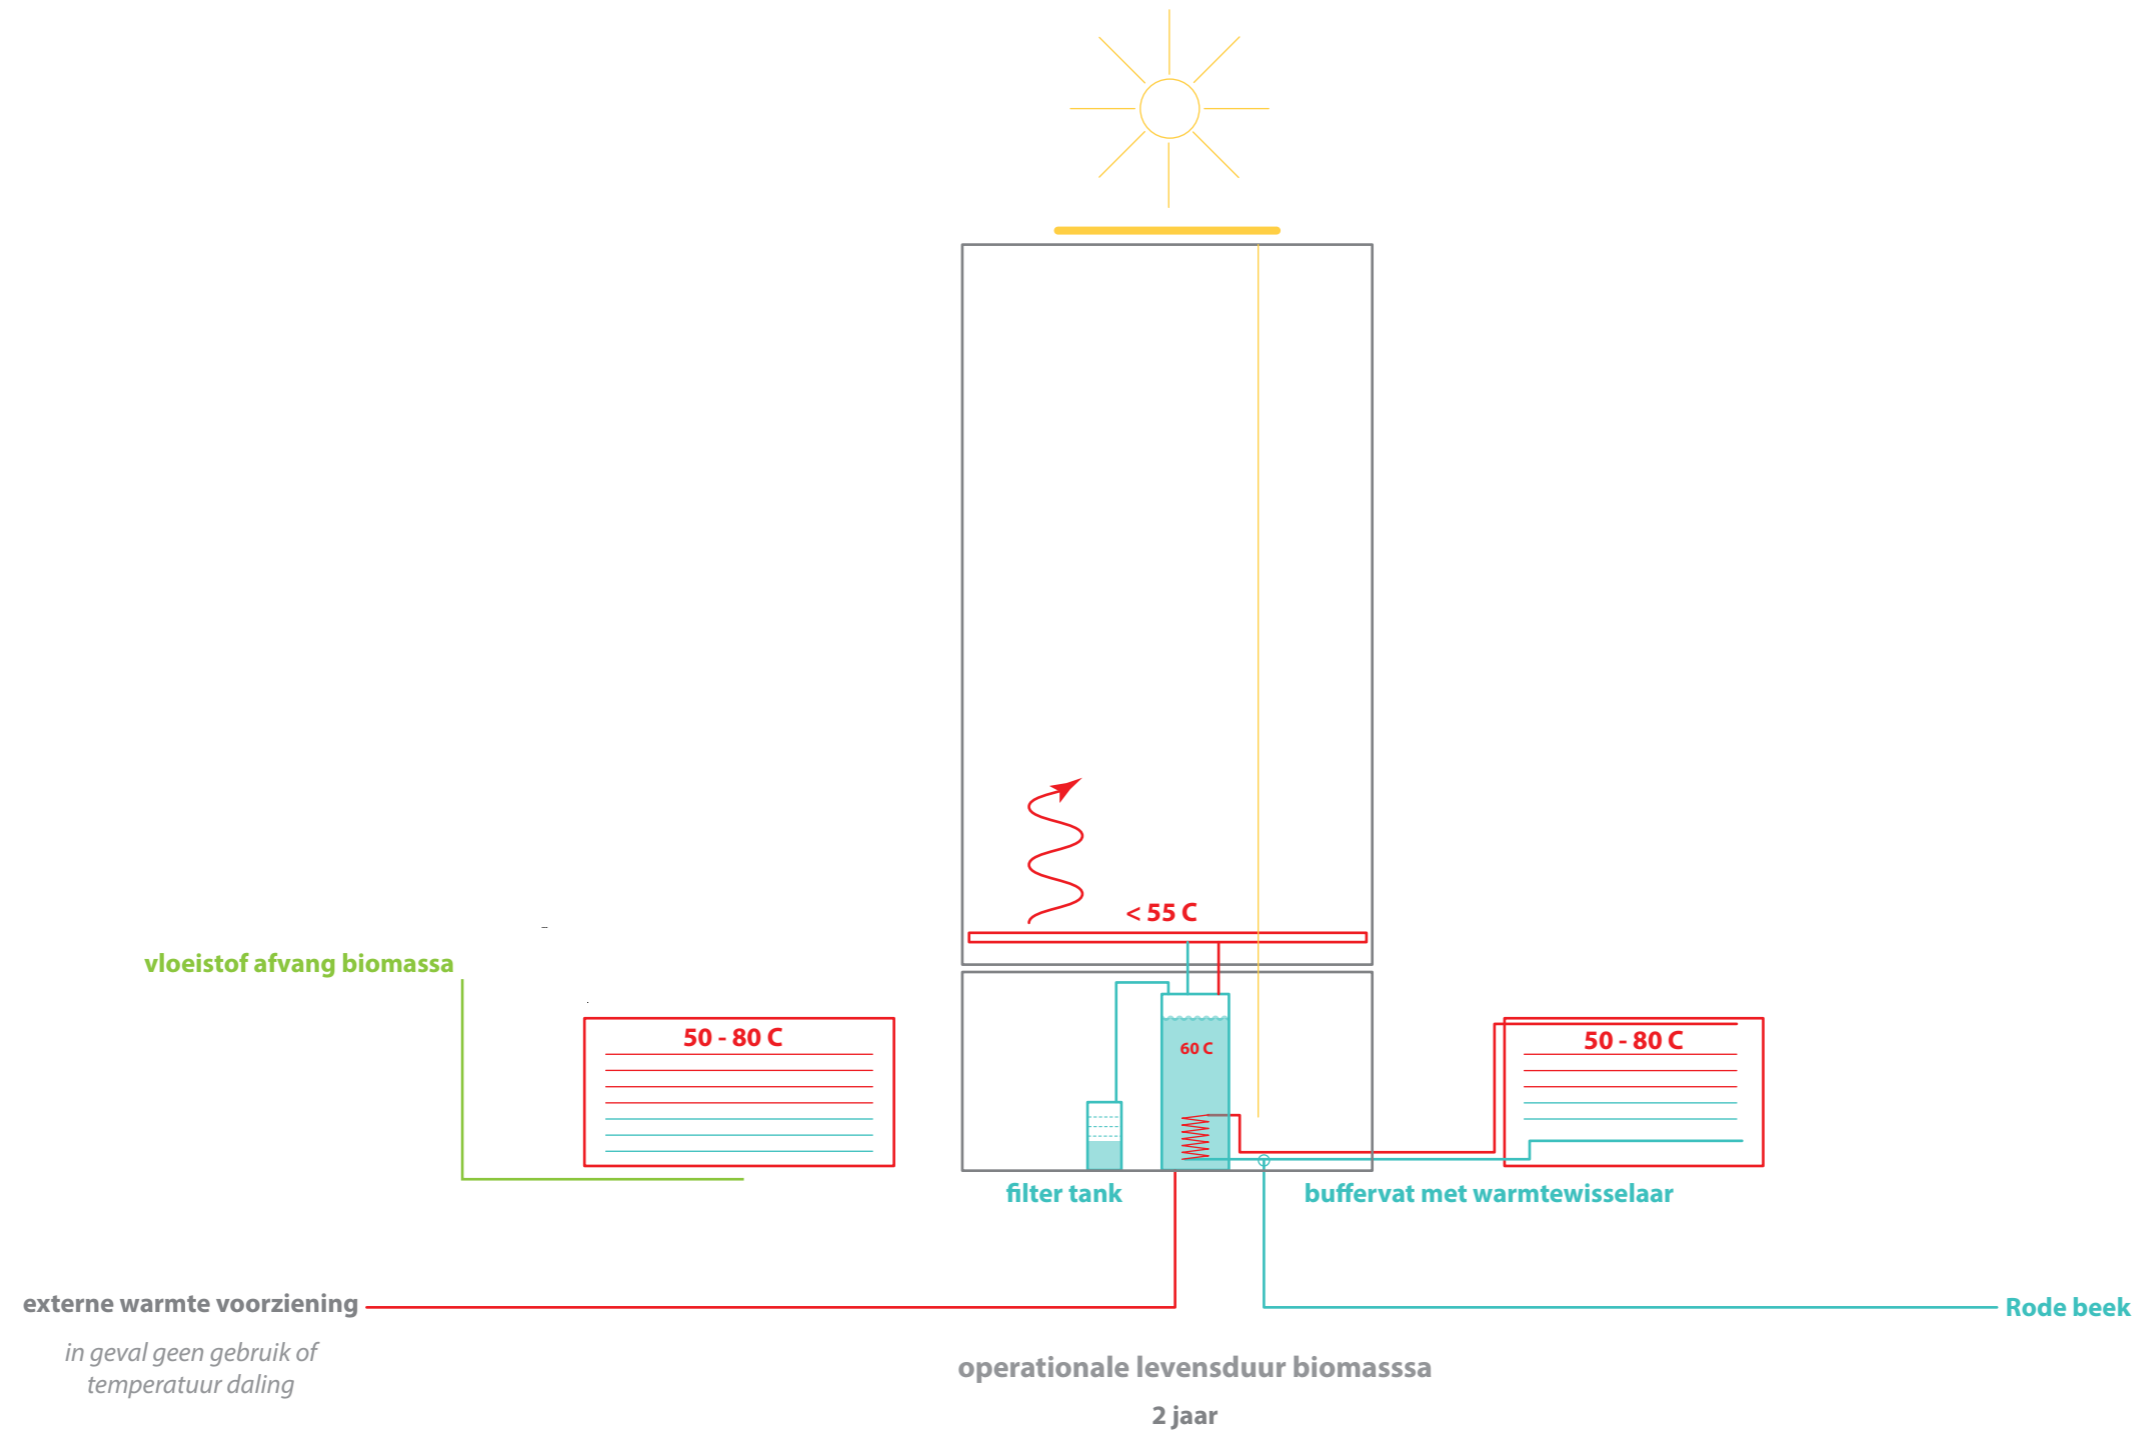 < 55 C
vloeistof afvang biomassa
50 - 80 C
60 C
50 - 80 C
filter tank
buffervat met warmtewisselaar
externe warmte voorziening
Rode beek
in geval geen gebruik of
temperatuur daling
operationale levensduur biomasssa
2 jaar